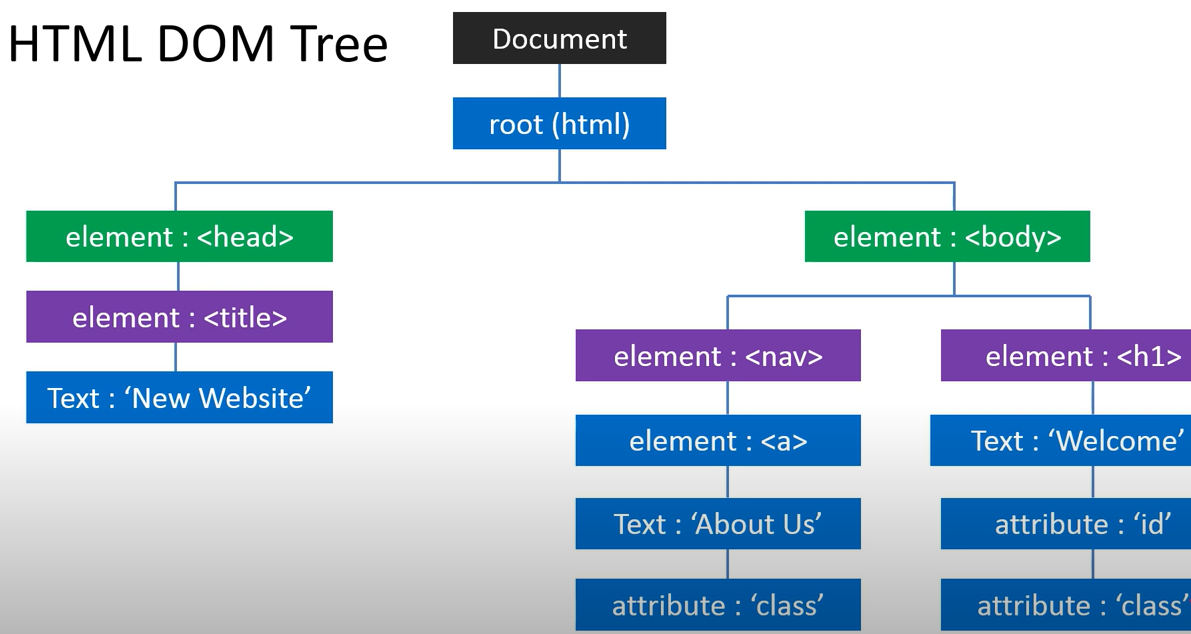 HTML DOM Tree
Document
root (html)
element : <head>
element : <body>
element : <title>
Text : ‘New Website’
element : <nav>
element : <h1>
element : <a>
Text : ‘Welcome’
Text : ‘About Us’
attribute : ‘id’
attribute : ‘class’
attribute : ‘class’